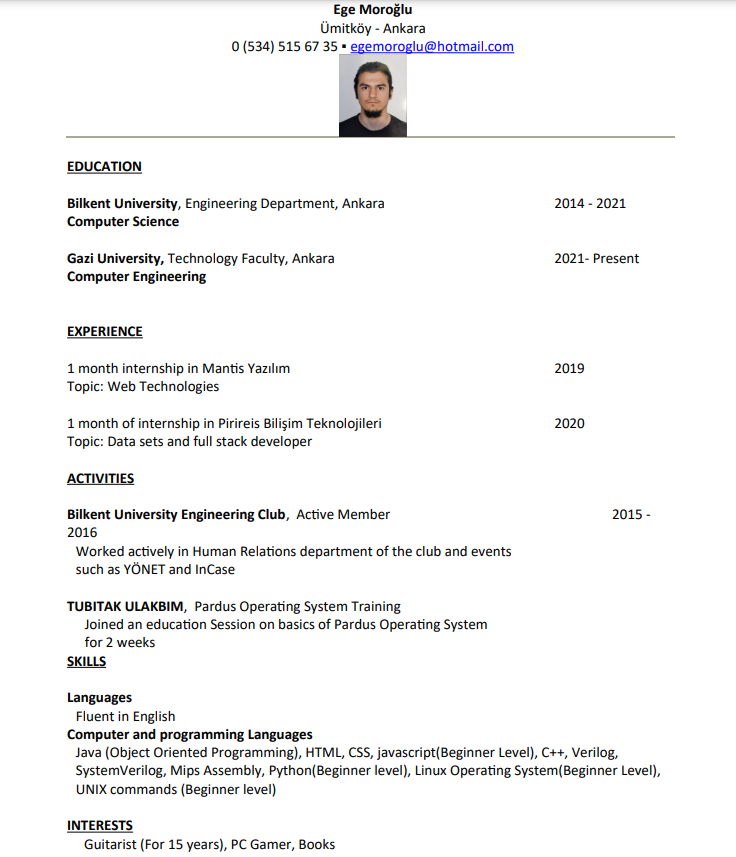 Ege Moroğlu
Ümitköy - Ankara
0 (534) 515 67 35 ▪ egemoroglu@hotmail.com
EDUCATION
Bilkent University, Engineering Department, Ankara 2014 - 2021
Computer Science
Gazi University, Technology Faculty, Ankara 2021- Present
Computer Engineering
EXPERIENCE
1 month internship in Mantis Yazılım 2019
Topic: Web Technologies
1 month of internship in Pirireis Bilişim Teknolojileri 2020
Topic: Data sets and full stack developer
ACTIVITIES
Bilkent University Engineering Club, Active Member 2015 -
2016
Worked actively in Human Relations department of the club and events
such as YÖNET and InCase
TUBITAK ULAKBIM, Pardus Operating System Training
Joined an education Session on basics of Pardus Operating System
for 2 weeks
SKILLS
Languages
Fluent in English
Computer and programming Languages
Java (Object Oriented Programming), HTML, CSS, javascript(Beginner Level), C++, Verilog,
SystemVerilog, Mips Assembly, Python(Beginner level), Linux Operating System(Beginner Level),
UNIX commands (Beginner level)
INTERESTS
Guitarist (For 15 years), PC Gamer, Books